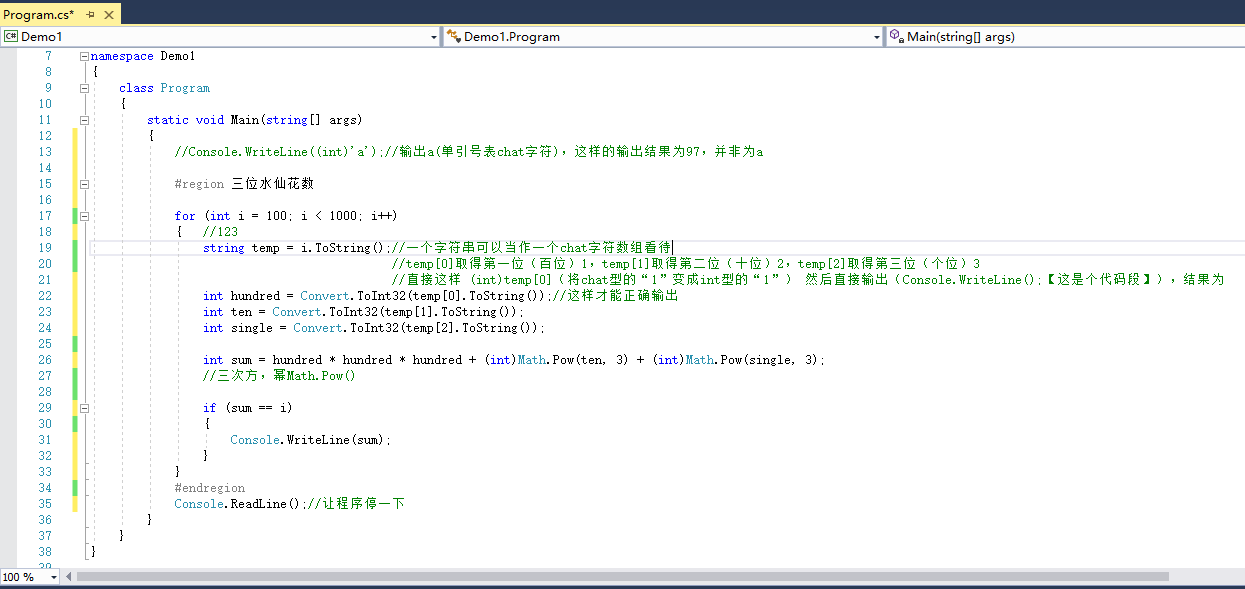 Program.cs*
Demo1 Demo1.Program Main(string[] args)
7 namespace Demo1
8 {
9 class Program
10 {
11 static void Main(string[] args)
12 {
13 //Console.WriteLine((int)'a');//输出a(单引号表chat字符)，这样的输出结果为97，并非为a
14
15 #region 三位水仙花数
16
17 for (int i = 100; i < 1000; i++)
18 { //123
19 string temp = i.ToString();//一个字符串可以当作一个chat字符数组看待
20 //temp[0]取得第一位（百位）1，temp[1]取得第二位（十位）2，temp[2]取得第三位（个位）3
21 //直接这样 (int)temp[0]（将chat型的“1”变成int型的“1”） 然后直接输出（Console.WriteLine();【这是个代码段】），结果为
22 int hundred = Convert.ToInt32(temp[0].ToString());//这样才能正确输出
23 int ten = Convert.ToInt32(temp[1].ToString());
24 int single = Convert.ToInt32(temp[2].ToString());
25
26 int sum = hundred * hundred * hundred + (int)Math.Pow(ten, 3) + (int)Math.Pow(single, 3);
27 //三次方，幂Math.Pow()
28
29 if (sum == i)
30 {
31 Console.WriteLine(sum);
32 }
33 }
34 #endregion
35 Console.ReadLine();//让程序停一下
36 }
37 }
38 }
39
100 %